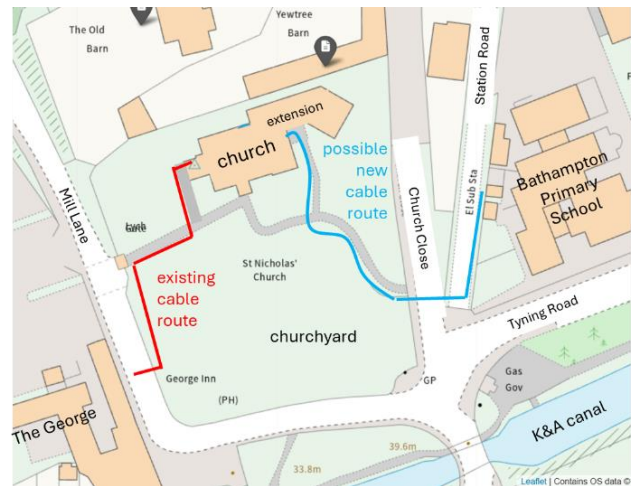 The Old
Barn
Yewtree
Barn
Station Road
extension
church
possible
new
cable
route
Bathampton
Primary
School
El Sub Sta
Mill Lane
Church Close
Lych
Gate
St Nicholas'
Church
existing
cable
route
Tyning Road
churchyard
George Inn
(PH)
GP
Gas
Gov
The George
K&A canal
39.6m
33.8m
Leaflet | Contains OS data ©